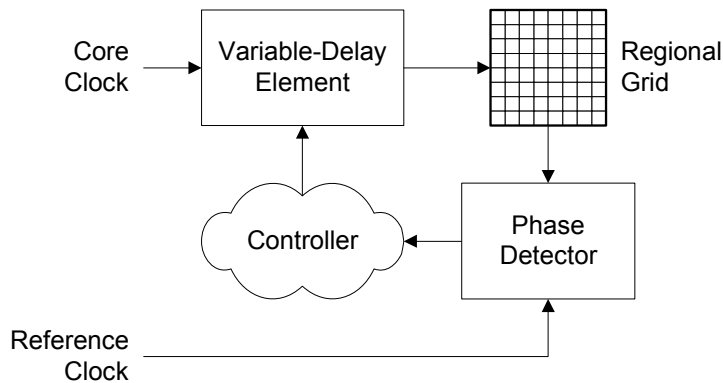 Core
Clock
Variable-Delay
Element
Regional
Grid
Controller
Phase
Detector
Reference
Clock